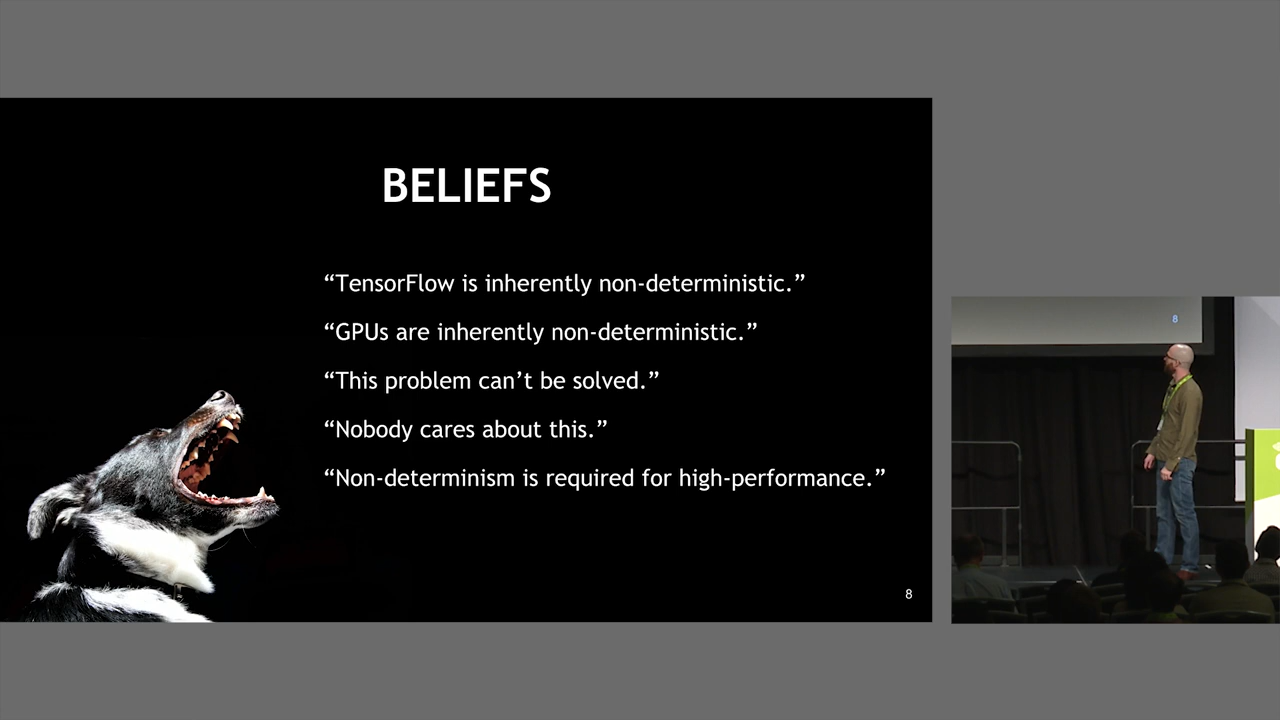 BELIEFS
“TensorFlow is inherently non-deterministic.”
“GPUs are inherently non-deterministic.”
“This problem can’t be solved.”
“Nobody cares about this.”
“Non-determinism is required for high-performance.”
8
8